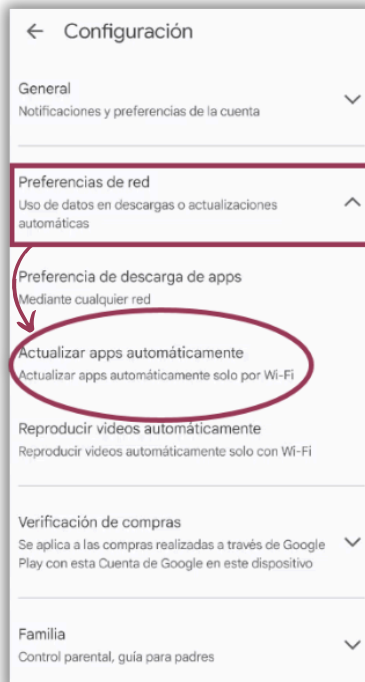 Configuración
General
Notificaciones y preferencias de la cuenta
Preferencias de red
Uso de datos en descargas o actualizaciones
automáticas
Preferencia de descarga de apps
Mediante cualquier red
Actualizar apps automáticamente
Actualizar apps automáticamente solo por Wi-Fi
Reproducir videos automáticamente
Reproducir videos automáticamente solo con Wi-Fi
Verificación de compras
Se aplica a las compras realizadas a través de Google
Play con esta Cuenta de Google en este dispositivo
Familia
Control parental, guía para padres